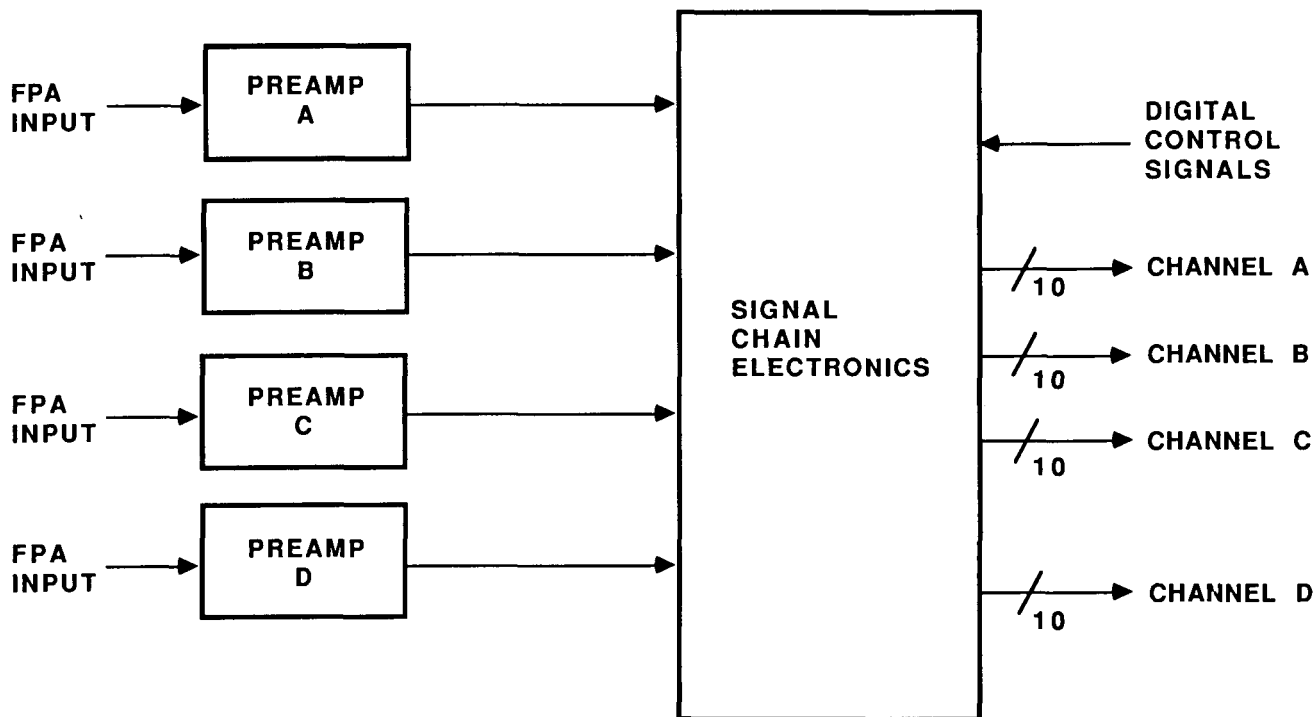 FPA
INPUT
PREAMP
A
FPA
INPUT
PREAMP
B
FPA
INPUT
PREAMP
C
FPA
INPUT
PREAMP
D
SIGNAL
CHAIN
ELECTRONICS
DIGITAL
CONTROL
SIGNALS
10
CHANNEL A
10
CHANNEL B
10
CHANNEL C
10
CHANNEL D